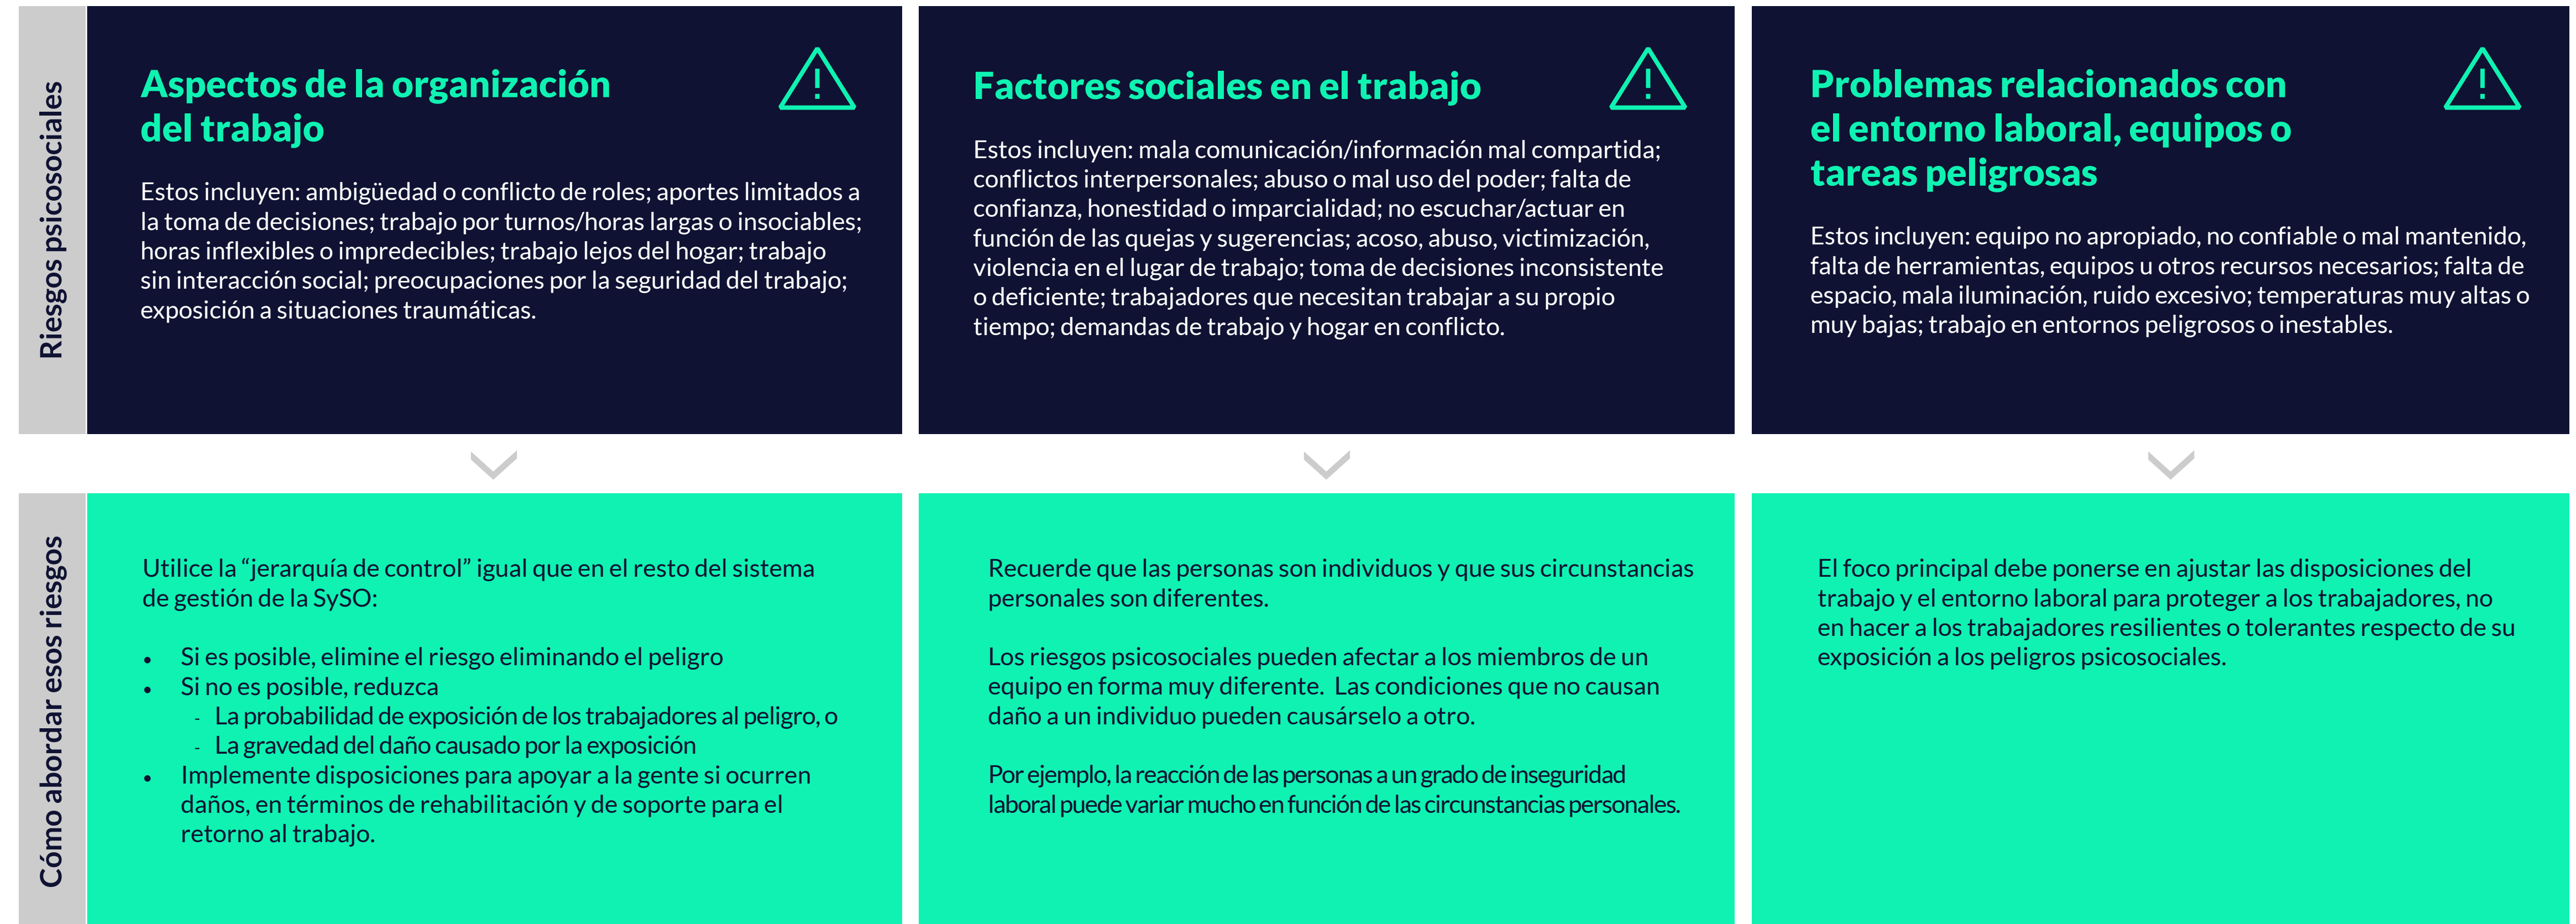 Riesgos psicosociales
Aspectos de la organización
del trabajo
Estos incluyen: ambigüedad o conflicto de roles; aportes limitados a
la toma de decisiones; trabajo por turnos/horas largas o insociables;
horas inflexibles o impredecibles; trabajo lejos del hogar; trabajo
sin interacción social; preocupaciones por la seguridad del trabajo;
exposición a situaciones traumáticas.
Factores sociales en el trabajo
Estos incluyen: mala comunicación/información mal compartida;
conflictos interpersonales; abuso o mal uso del poder; falta de
confianza, honestidad o imparcialidad; no escuchar/actuar en
función de las quejas y sugerencias; acoso, abuso, victimización,
violencia en el lugar de trabajo; toma de decisiones inconsistente
o deficiente; trabajadores que necesitan trabajar a su propio
tiempo; demandas de trabajo y hogar en conflicto.
Problemas relacionados con
el entorno laboral, equipos o
tareas peligrosas
Estos incluyen: equipo no apropiado, no confiable o mal mantenido,
falta de herramientas, equipos u otros recursos necesarios; falta de
espacio, mala iluminación, ruido excesivo; temperaturas muy altas o
muy bajas; trabajo en entornos peligrosos o inestables.
Cómo abordar esos riesgos
Utilice la “jerarquía de control” igual que en el resto del sistema
de gestión de la SySO:
• Si es posible, elimine el riesgo eliminando el peligro
• Si no es posible, reduzca
- La probabilidad de exposición de los trabajadores al peligro, o
- La gravedad del daño causado por la exposición
• Implemente disposiciones para apoyar a la gente si ocurren
daños, en términos de rehabilitación y de soporte para el
retorno al trabajo.
Recuerde que las personas son individuos y que sus circunstancias
personales son diferentes.
Los riesgos psicosociales pueden afectar a los miembros de un
equipo en forma muy diferente. Las condiciones que no causan
daño a un individuo pueden causárselo a otro.
Por ejemplo, la reacción de las personas a un grado de inseguridad
laboral puede variar mucho en función de las circunstancias personales.
El foco principal debe ponerse en ajustar las disposiciones del
trabajo y el entorno laboral para proteger a los trabajadores, no
en hacer a los trabajadores resilientes o tolerantes respecto de su
exposición a los peligros psicosociales.